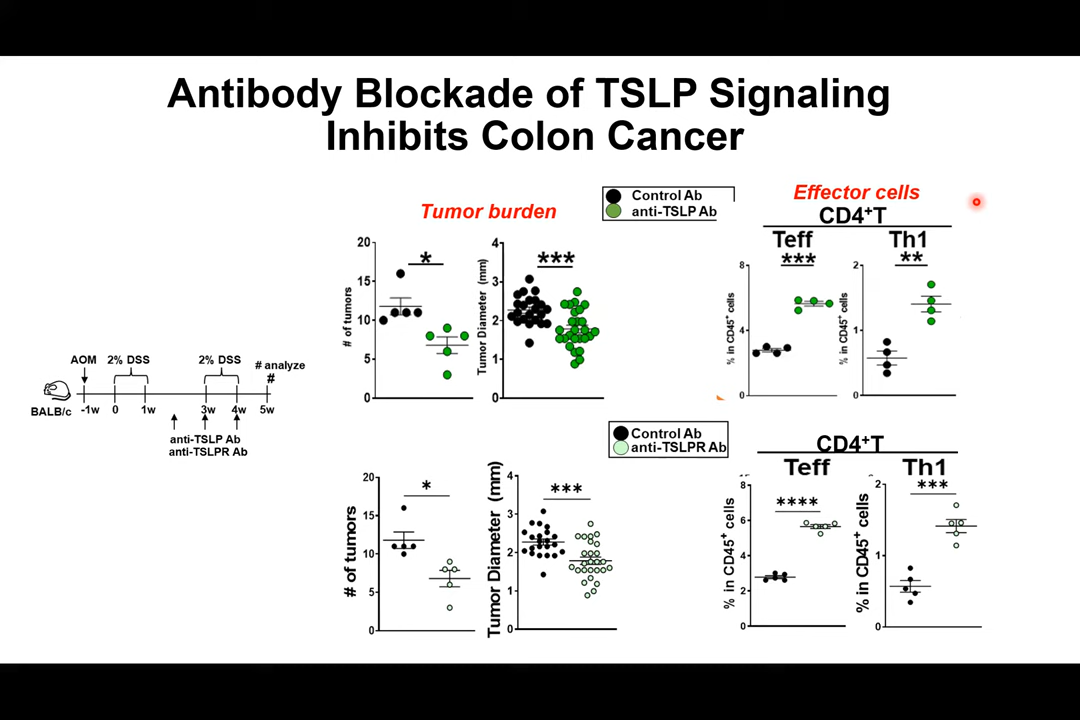 Antibody Blockade of TSLP Signaling
Inhibits Colon Cancer
AOM
2% DSS
2% DSS
# analyze
#
BALB/c
-1w
0
1w
3w
4w
5w
anti-TSLP Ab
anti-TSLPR Ab
Tumor burden
Control Ab
anti-TSLP Ab
# of tumors
20
15
10
5
0
*
Tumor Diameter (mm)
4
3
2
1
0
***
Effector cells
CD4+T
Teff
Th1
% in CD45+ cells
8
4
0
***
% in CD45+ cells
2
1
0
**
Control Ab
anti-TSLPR Ab
# of tumors
20
15
10
5
0
*
Tumor Diameter (mm)
4
3
2
1
0
***
CD4+T
Teff
Th1
% in CD45+ cells
8
6
4
2
0
****
% in CD45+ cells
2
1
0
***